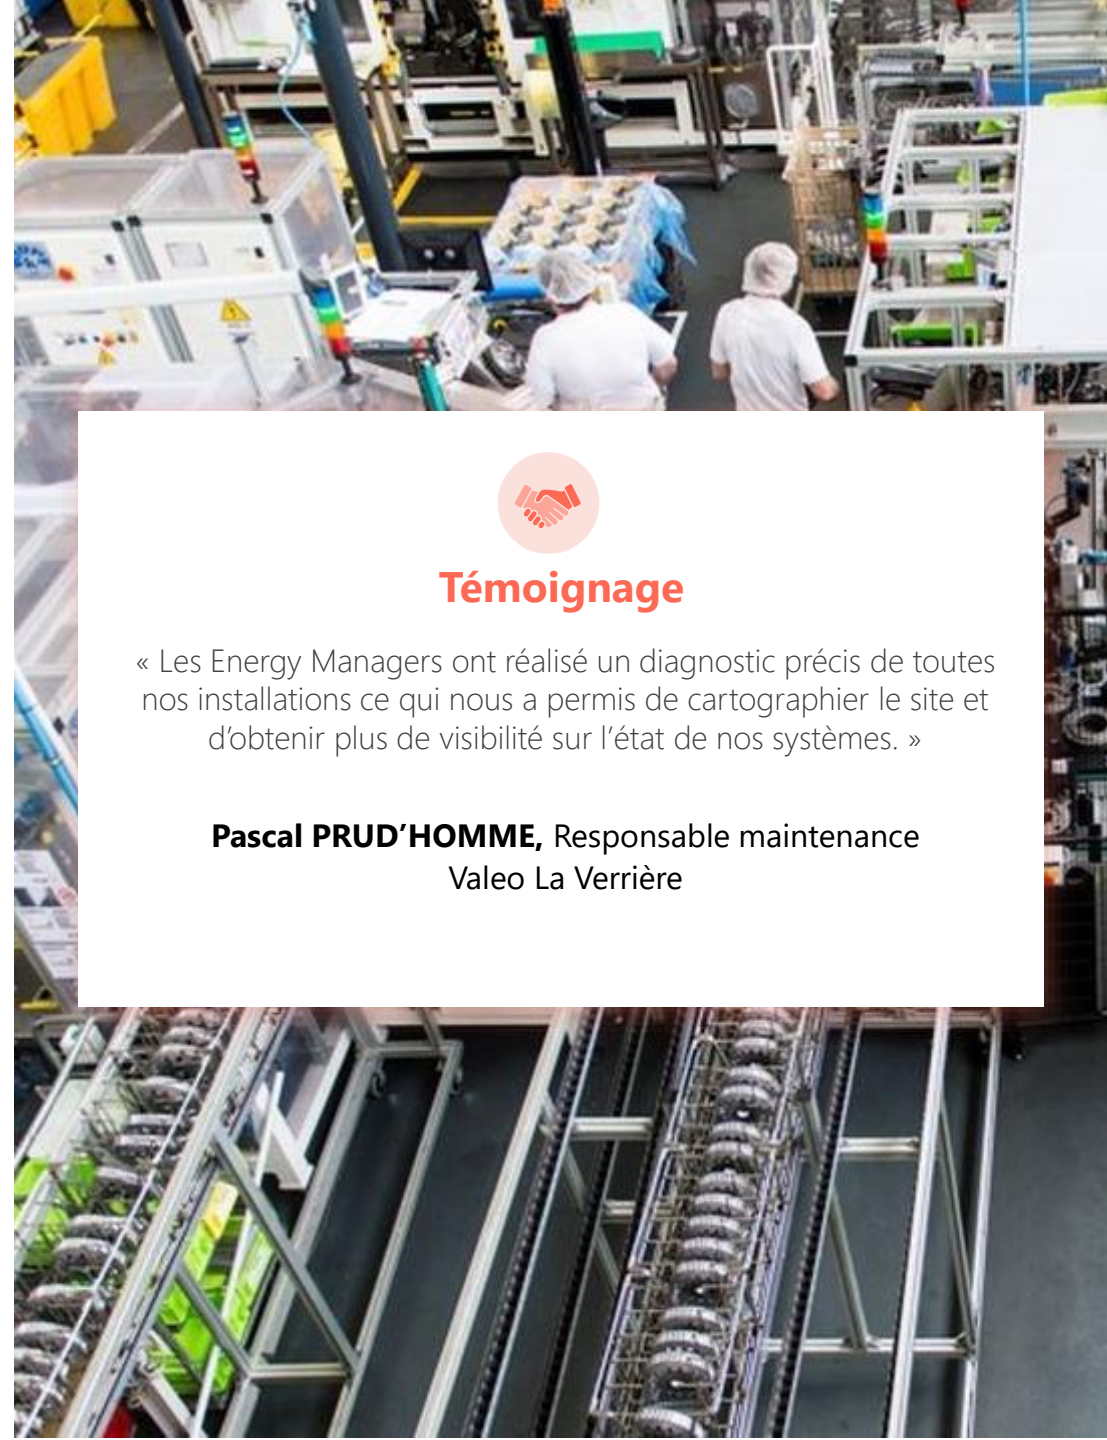 Témoignage
« Les Energy Managers ont réalisé un diagnostic précis de toutes
nos installations ce qui nous a permis de cartographier le site et
d’obtenir plus de visibilité sur l’état de nos systèmes. »
Pascal PRUD’HOMME, Responsable maintenance
Valeo La Verrière